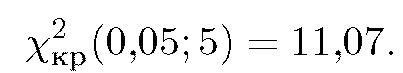 χ²кр(0,05; 5) = 11,07.